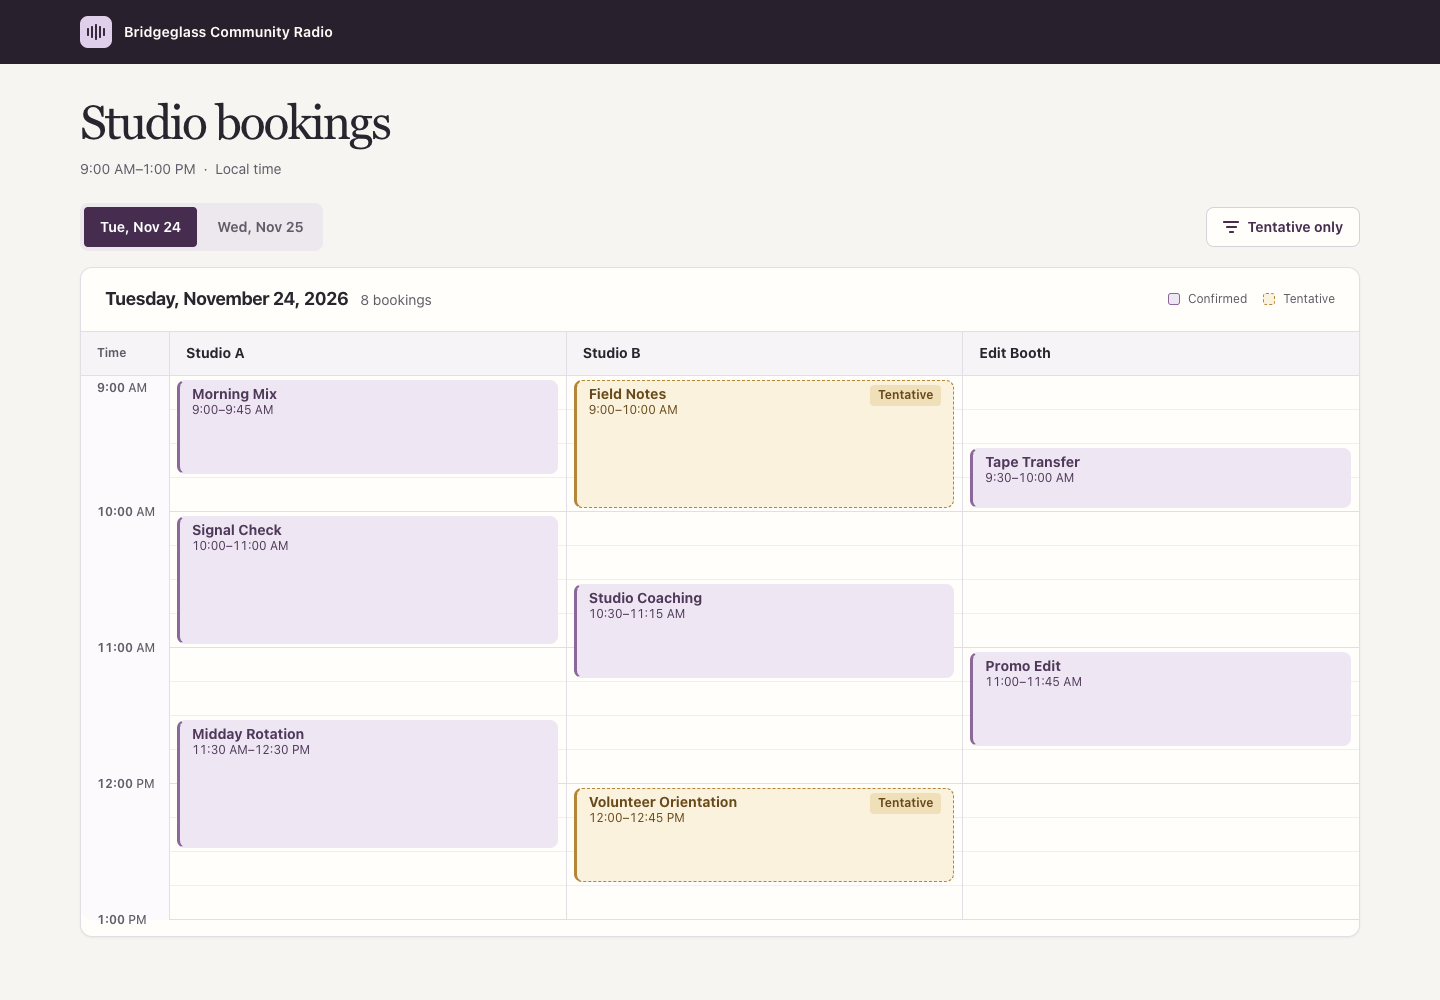 Bridgeglass Community Radio
Studio bookings
9:00 AM–1:00 PM · Local time
Tue, Nov 24
Wed, Nov 25
Tentative only
Tuesday, November 24, 2026 8 bookings
Confirmed
Tentative
Time
Studio A
Studio B
Edit Booth
9:00 AM
Morning Mix
9:00–9:45 AM
Field Notes
Tentative
9:00–10:00 AM
Tape Transfer
9:30–10:00 AM
10:00 AM
Signal Check
10:00–11:00 AM
Studio Coaching
10:30–11:15 AM
11:00 AM
Promo Edit
11:00–11:45 AM
Midday Rotation
11:30 AM–12:30 PM
12:00 PM
Volunteer Orientation
Tentative
12:00–12:45 PM
1:00 PM